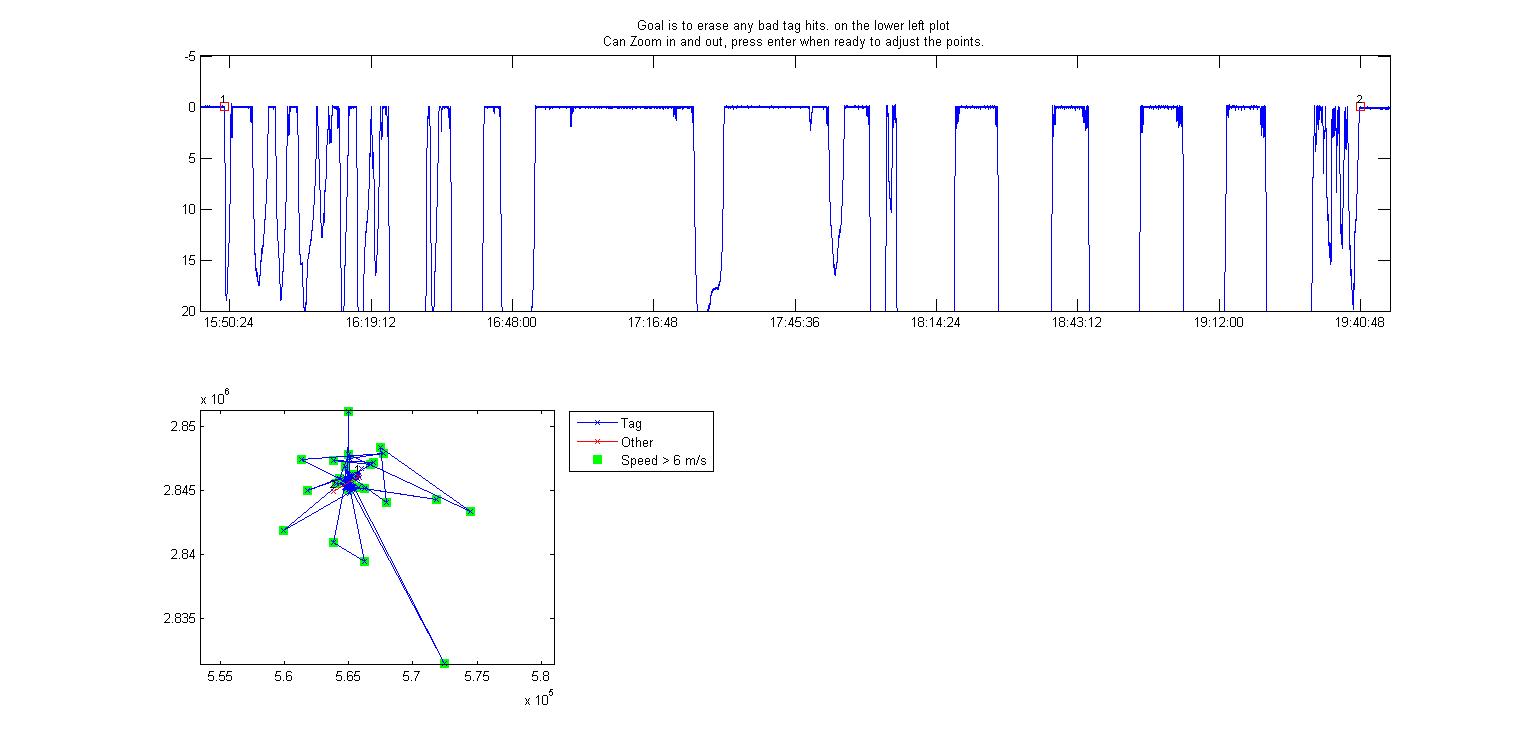 Goal is to erase any bad tag hits. on the lower left plot
Can Zoom in and out, press enter when ready to adjust the points.
-5
0
5
10
15
20
1
2
15:50:24 16:19:12 16:48:00 17:16:48 17:45:36 18:14:24 18:43:12 19:12:00 19:40:48
x 10^6
2.85
2.845
2.84
2.835
5.55 5.6 5.65 5.7 5.75 5.8
x 10^5
Tag
Other
Speed > 6 m/s